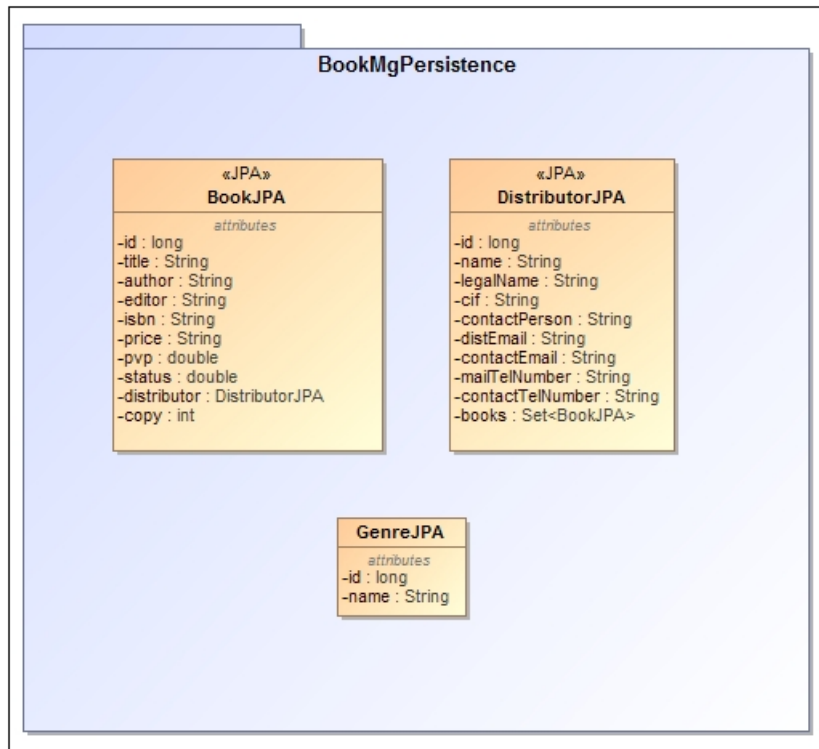 BookMgPersistence
«JPA»
BookJPA
attributes
-id : long
-title : String
-author : String
-editor : String
-isbn : String
-price : String
-pvp : double
-status : double
-distributor : DistributorJPA
-copy : int
«JPA»
DistributorJPA
attributes
-id : long
-name : String
-legalName : String
-cif : String
-contactPerson : String
-distEmail : String
-contactEmail : String
-mailTelNumber : String
-contactTelNumber : String
-books : Set<BookJPA>
GenreJPA
attributes
-id : long
-name : String